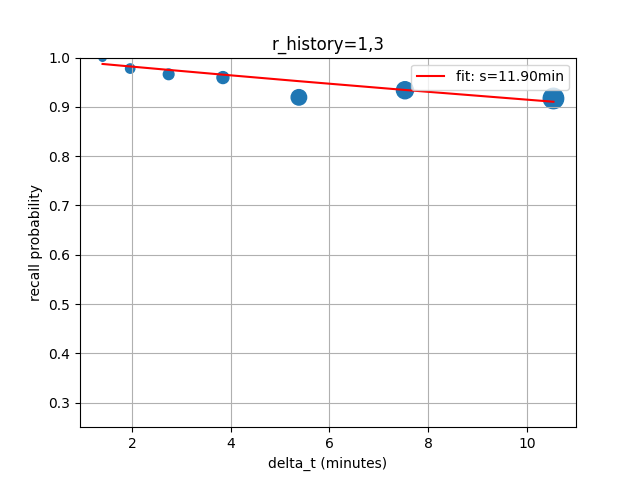 r_history=1,3
fit: s=11.90min
1.0
0.9
0.8
0.7
0.6
0.5
0.4
0.3
recall probability
2 4 6 8 10
delta_t (minutes)